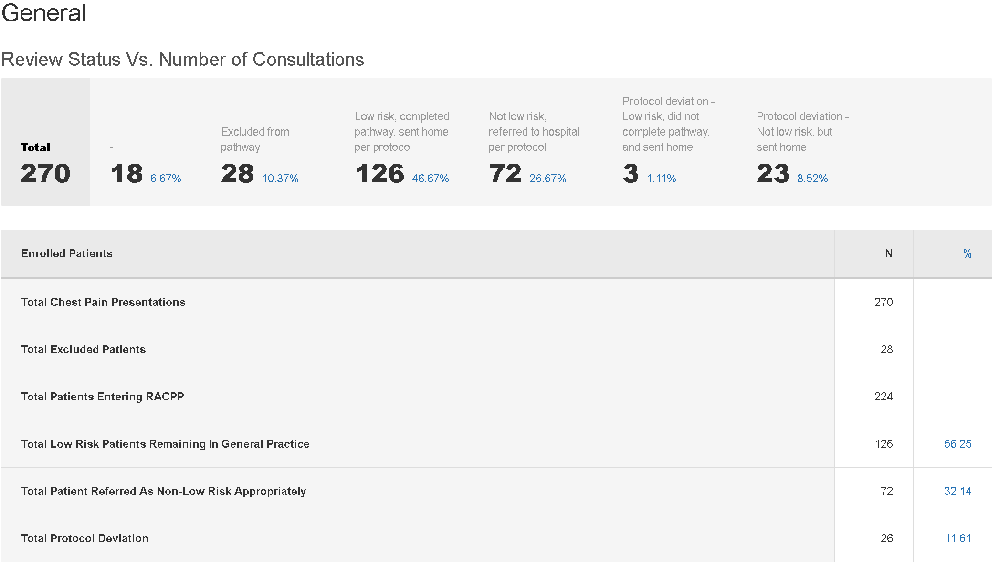 General
Review Status Vs. Number of Consultations
Total
270
-
18 6.67%
Excluded from
pathway
28 10.37%
Low risk, completed
pathway, sent home
per protocol
126 46.67%
Not low risk,
referred to hospital
per protocol
72 26.67%
Protocol deviation -
Low risk, did not
complete pathway,
and sent home
3 1.11%
Protocol deviation -
Not low risk, but
sent home
23 8.52%
Enrolled Patients N %
Total Chest Pain Presentations 270
Total Excluded Patients 28
Total Patients Entering RACPP 224
Total Low Risk Patients Remaining In General Practice 126 56.25
Total Patient Referred As Non-Low Risk Appropriately 72 32.14
Total Protocol Deviation 26 11.61